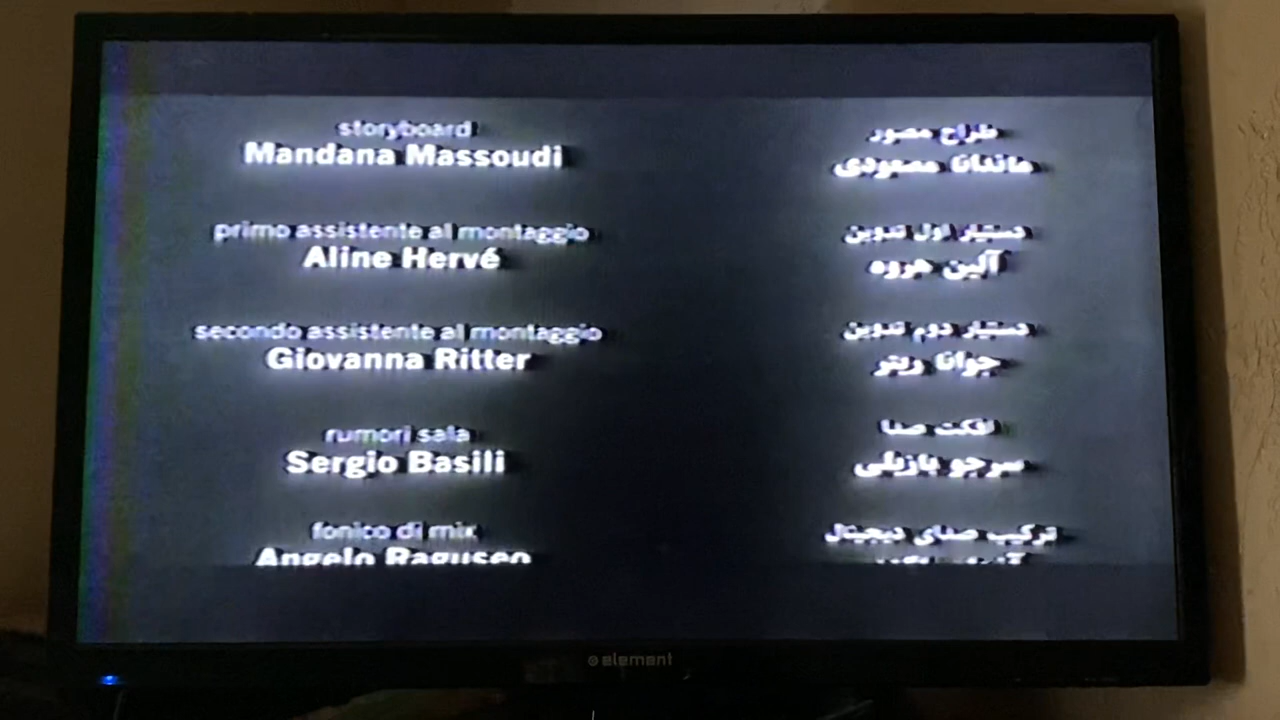 storyboard
Mandana Massoudi
طراح مصور
ماندانا مسعودی
primo assistente al montaggio
Aline Hervé
دستیار اول تدوین
آلین هروه
secondo assistente al montaggio
Giovanna Ritter
دستیار دوم تدوین
جوانا ریتر
rumori sala
Sergio Basili
افکت صدا
سرجو بازیلی
fonico di mix
Angelo Raguseo
ترکیب صدای دیجیتال
element